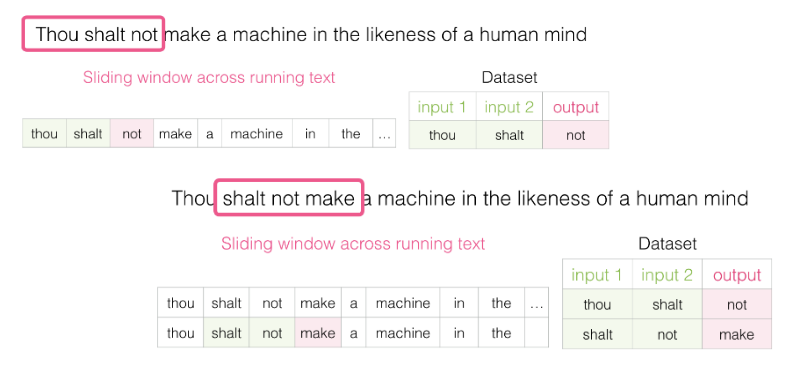 Thou shalt not make a machine in the likeness of a human mind
Sliding window across running text
Dataset
input 1 input 2 output
thou shalt not make a machine in the ...
thou shalt not
Thou shalt not make a machine in the likeness of a human mind
Sliding window across running text
Dataset
input 1 input 2 output
thou shalt not make a machine in the ...
thou shalt not
thou shalt not make a machine in the
shalt not make